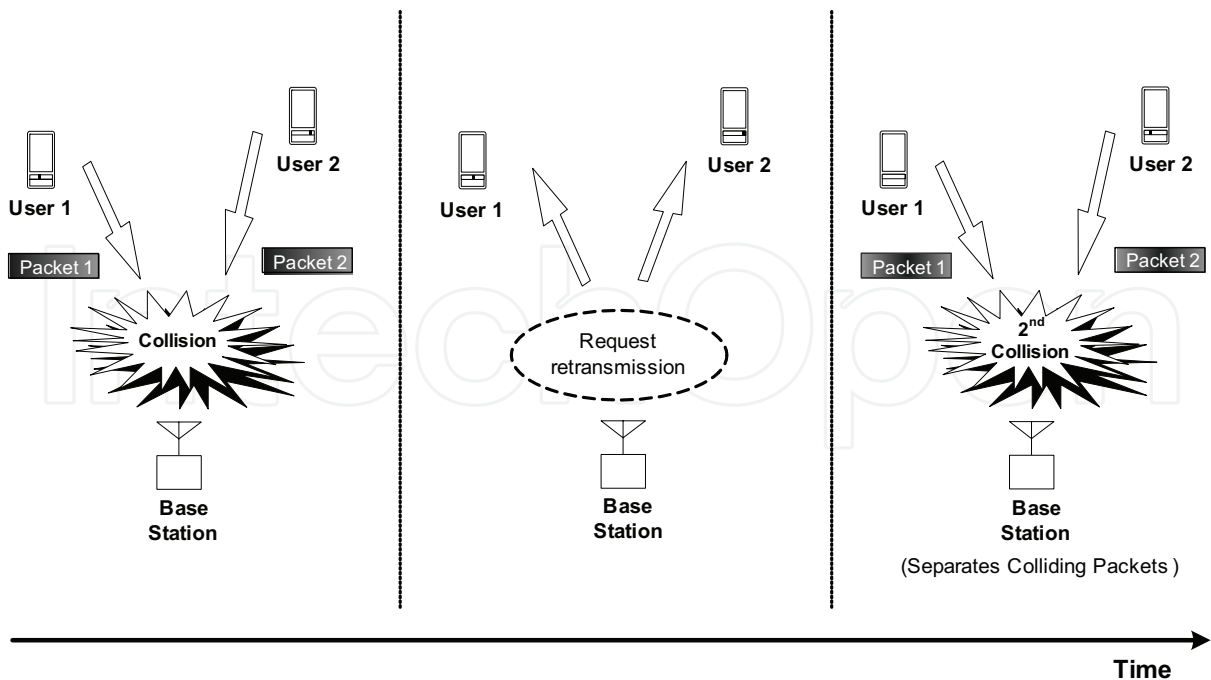 User 1
User 2
Packet 1
Packet 2
Collision
Base
Station
User 1
User 2
Request
retransmission
Base
Station
User 1
User 2
Packet 1
Packet 2
2nd
Collision
Base
Station
(Separates Colliding Packets )
IntechOpen
Time